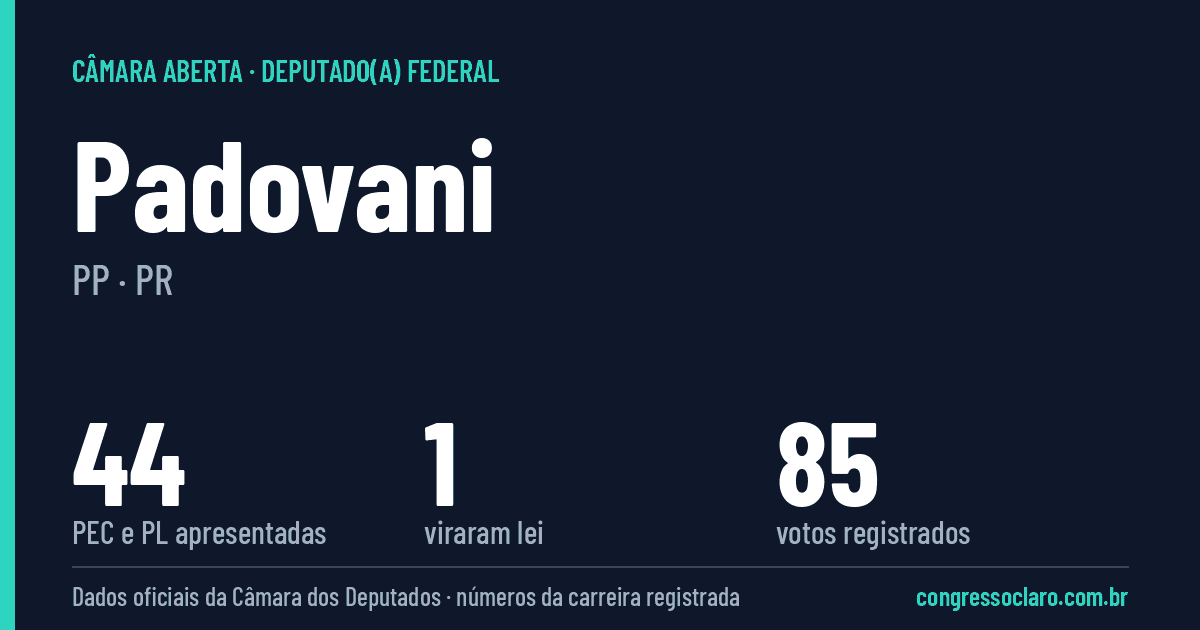 CÂMARA ABERTA · DEPUTADO(A) FEDERAL
Padovani
PP · PR
44 1 85
PEC e PL apresentadas viraram lei votos registrados
Dados oficiais da Câmara dos Deputados · números da carreira registrada congressoclaro.com.br